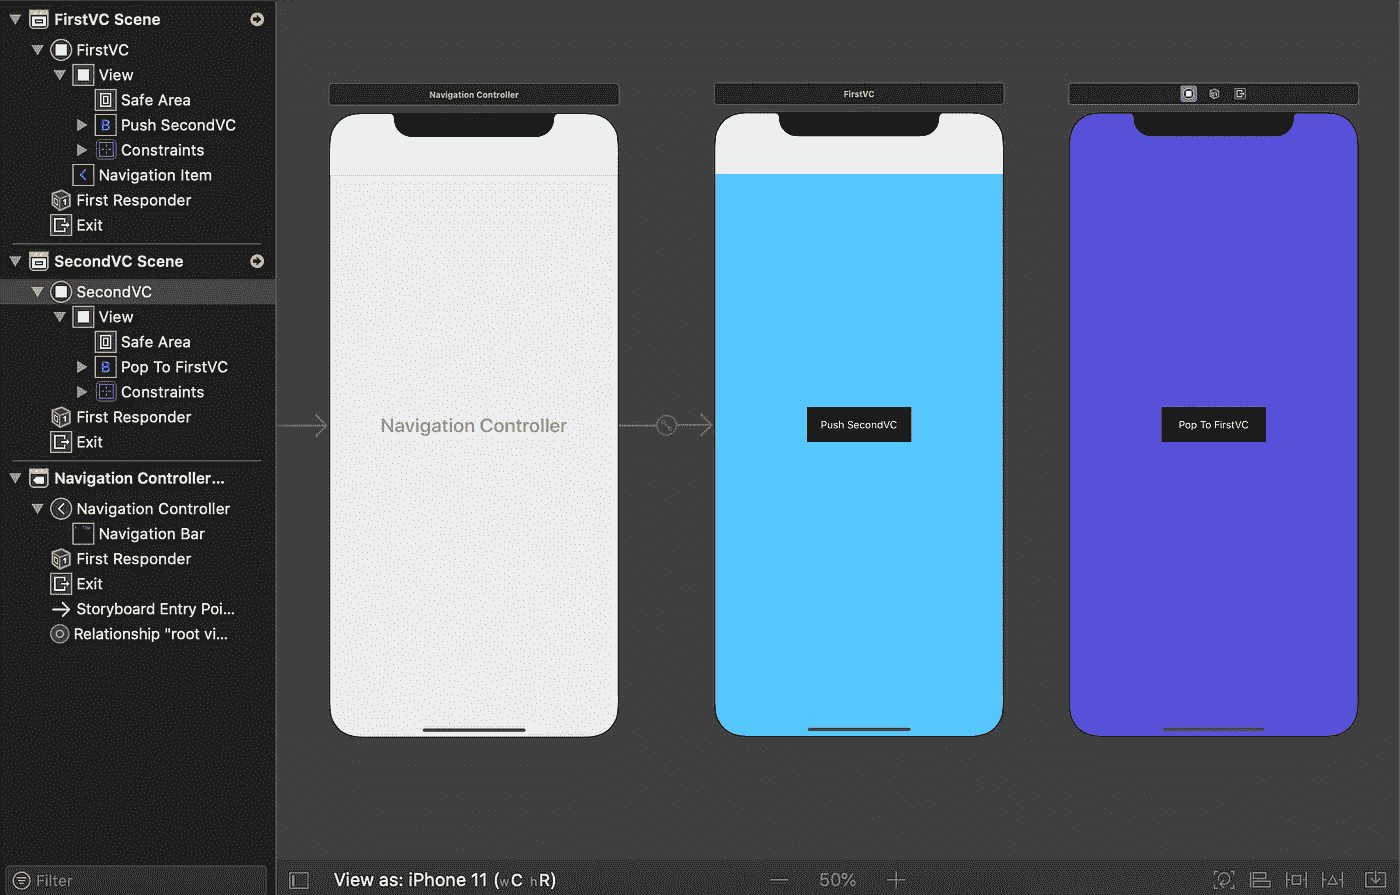 FirstVC Scene
FirstVC
View
Safe Area
B Push SecondVC
Constraints
Navigation Item
First Responder
Exit
SecondVC Scene
SecondVC
View
Safe Area
B Pop To FirstVC
Constraints
First Responder
Exit
Navigation Controller...
Navigation Controller
Navigation Bar
First Responder
Exit
Storyboard Entry Poi...
Relationship "root vi...
Filter
Navigation Controller
Navigation Controller
FirstVC
Push SecondVC
Pop To FirstVC
View as: iPhone 11 (wC hR)
50%